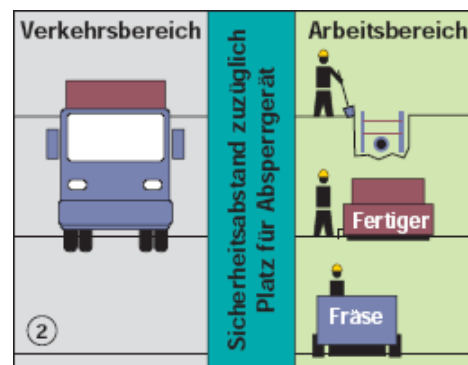 Verkehrsbereich
Sicherheitsabstand zuzüglich
Platz für Absperrgerät
Arbeitsbereich
Fertiger
Fräse
2